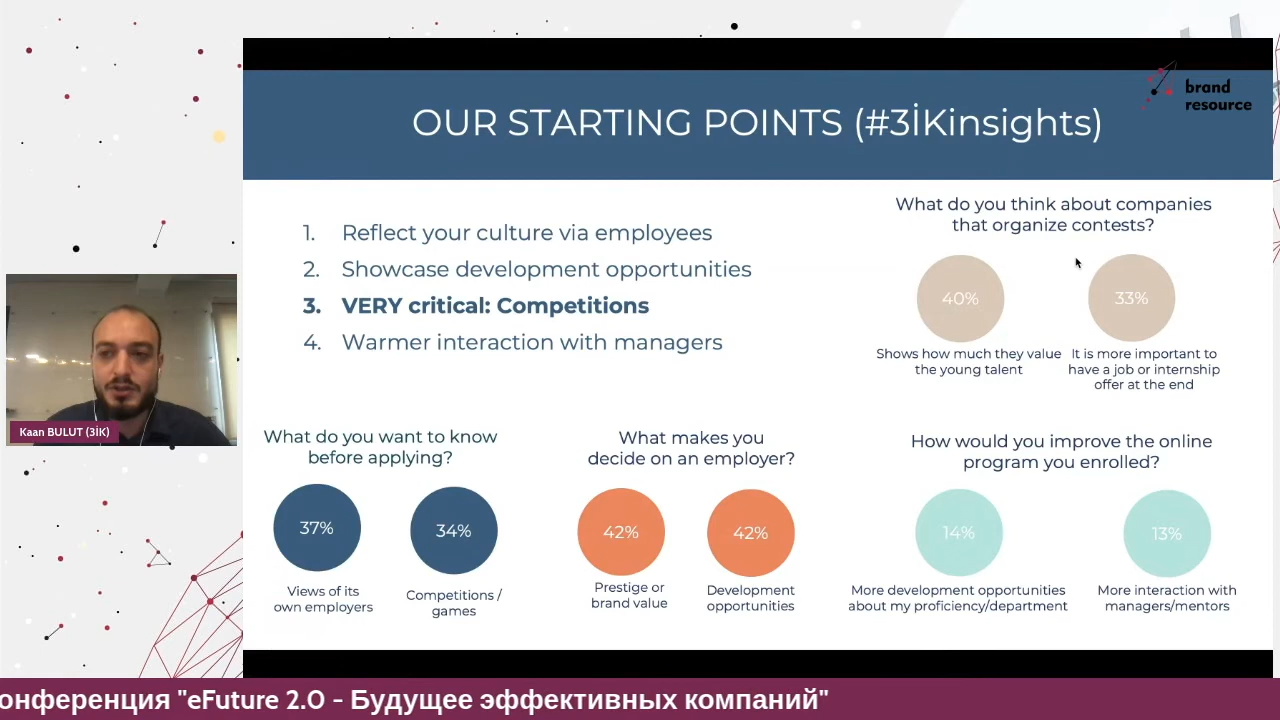 brand
resource
OUR STARTING POINTS (#3İKinsights)
1. Reflect your culture via employees
2. Showcase development opportunities
3. VERY critical: Competitions
4. Warmer interaction with managers
What do you think about companies
that organize contests?
40%
33%
Shows how much they value
the young talent
It is more important to
have a job or internship
offer at the end
Kaan BULUT (3İK)
What do you want to know
before applying?
37%
34%
Views of its
own employers
Competitions /
games
What makes you
decide on an employer?
42%
42%
Prestige or
brand value
Development
opportunities
How would you improve the online
program you enrolled?
14%
13%
More development opportunities
about my proficiency/department
More interaction with
managers/mentors
онференция "eFuture 2.0 - Будущее эффективных компаний"